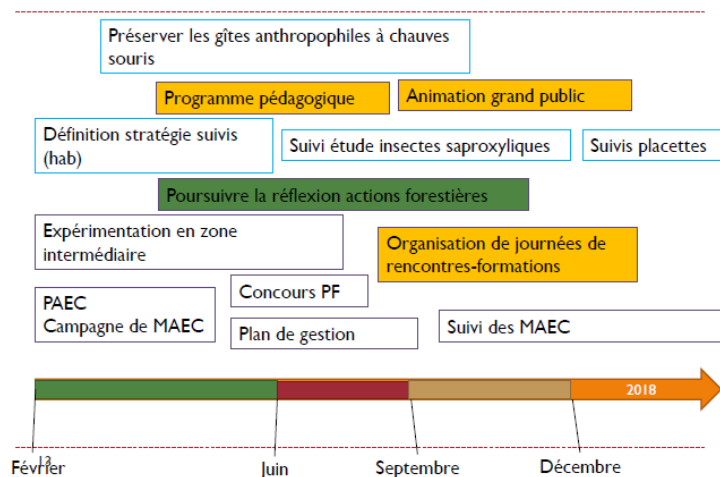 Préserver les gîtes anthropophiles à chauves
souris
Programme pédagogique
Animation grand public
Définition stratégie suivis
(hab)
Suivi étude insectes saproxyliques
Suivis placettes
Poursuivre la réflexion actions forestières
Expérimentation en zone
intermédiaire
Organisation de journées de
rencontres-formations
PAEC
Campagne de MAEC
Concours PF
Plan de gestion
Suivi des MAEC
2018
13
Février
Juin
Septembre
Décembre